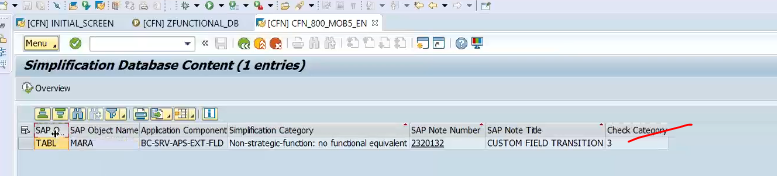 [CFN] INITIAL_SCREEN [CFN] ZFUNCTIONAL_DB [CFN] CFN_800_MOB5_EN
Menu
Simplification Database Content (1 entries)
Overview
SAP O.. SAP Object Name Application Component Simplification Category SAP Note Number SAP Note Title Check Category
TABL MARA BC-SRV-APS-EXT-FLD Non-strategic-function: no functional equivalent 2320132 CUSTOM FIELD TRANSITION 3